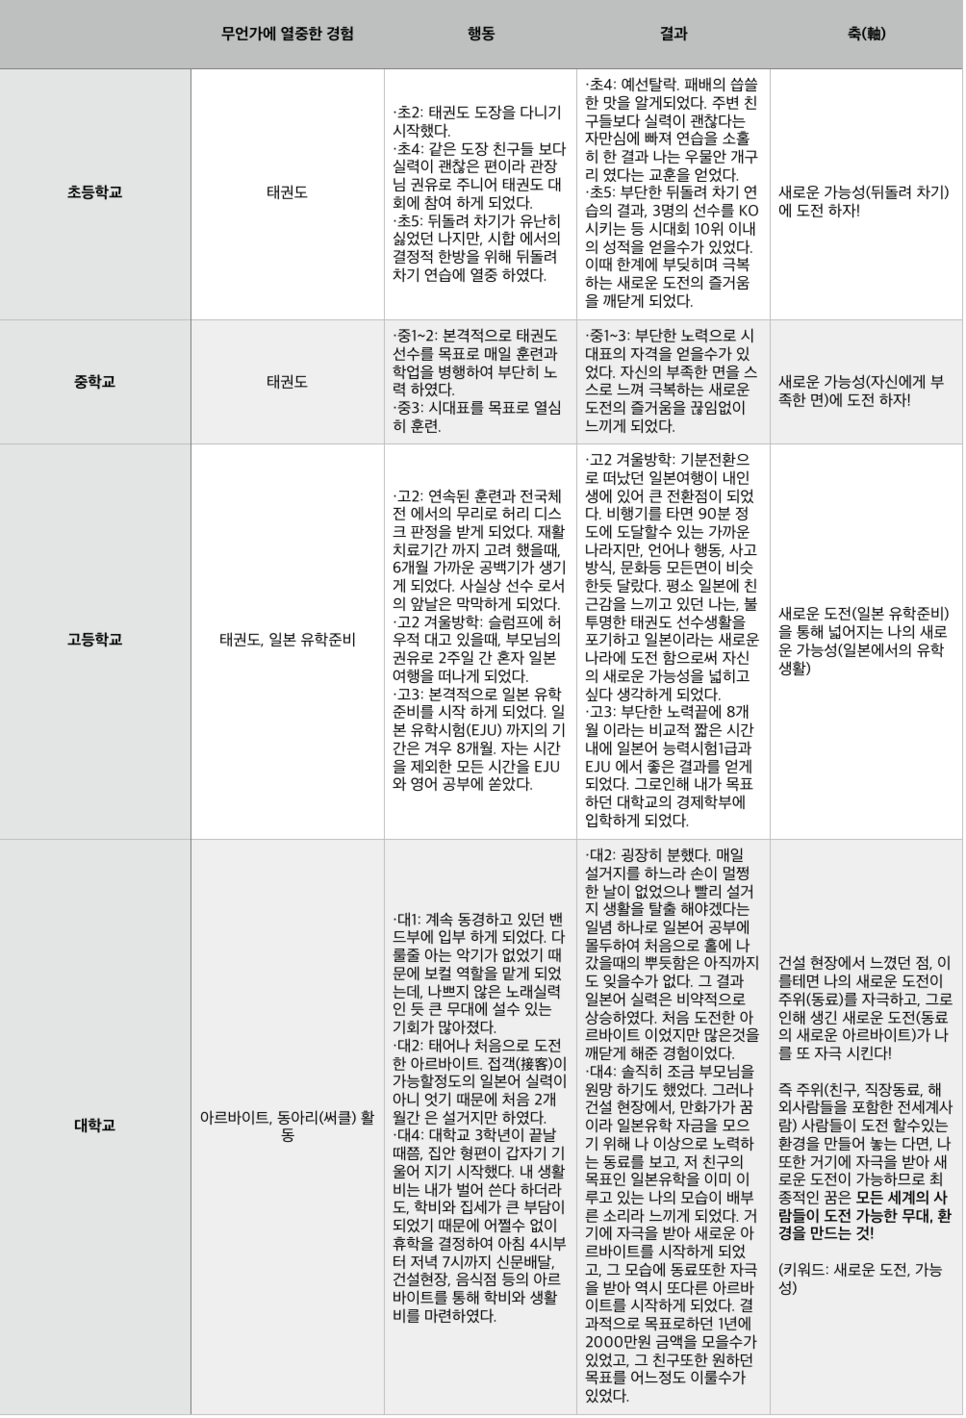 무언가에 열중한 경험
행동
결과
축(軸)
초등학교
태권도
·초2: 태권도 도장을 다니기
시작했다.
·초4: 같은 도장 친구들 보다
실력이 괜찮은 편이라 관장
님 권유로 주니어 태권도 대
회에 참여 하게 되었다.
·초5: 뒤돌려 차기가 유난히
싫었던 나지만, 시합 에서의
결정적 한방을 위해 뒤돌려
차기 연습에 열중 하였다.
·초4: 예선탈락. 패배의 씁쓸
한 맛을 알게되었다. 주변 친
구들보다 실력이 괜찮다는
자만심에 빠져 연습을 소홀
히 한 결과 나는 우물안 개구
리 였다는 교훈을 얻었다.
·초5: 부단한 뒤돌려 차기 연
습의 결과, 3명의 선수를 KO
시키는 등 시대회 10위 이내
의 성적을 얻을수가 있었다.
이때 한계에 부딪히며 극복
하는 새로운 도전의 즐거움
을 깨닫게 되었다.
새로운 가능성(뒤돌려 차기)
에 도전 하자!
중학교
태권도
·중1~2: 본격적으로 태권도
선수를 목표로 매일 훈련과
학업을 병행하여 부단히 노
력 하였다.
·중3: 시대표를 목표로 열심
히 훈련.
·중1~3: 부단한 노력으로 시
대표의 자격을 얻을수가 있
었다. 자신의 부족한 면을 스
스로 느껴 극복하는 새로운
도전의 즐거움을 끊임없이
느끼게 되었다.
새로운 가능성(자신에게 부
족한 면)에 도전 하자!
고등학교
태권도, 일본 유학준비
·고2: 연속된 훈련과 전국체
전 에서의 무리로 허리 디스
크 판정을 받게 되었다. 재활
치료기간 까지 고려 했을때,
6개월 가까운 공백기가 생기
게 되었다. 사실상 선수 로서
의 앞날은 막막하게 되었다.
·고2 겨울방학: 슬럼프에 허
우적 대고 있을때, 부모님의
권유로 2주일 간 혼자 일본
여행을 떠나게 되었다.
·고3: 본격적으로 일본 유학
준비를 시작 하게 되었다. 일
본 유학시험(EJU) 까지의 기
간은 겨우 8개월. 자는 시간
을 제외한 모든 시간을 EJU
와 영어 공부에 쏟았다.
·고2 겨울방학: 기분전환으
로 떠났던 일본여행이 내인
생에 있어 큰 전환점이 되었
다. 비행기를 타면 90분 정
도에 도달할수 있는 가까운
나라지만, 언어나 행동, 사고
방식, 문화등 모든면이 비슷
한듯 달랐다. 평소 일본에 친
근감을 느끼고 있던 나는, 불
투명한 태권도 선수생활을
포기하고 일본이라는 새로운
나라에 도전 함으로써 자신
의 새로운 가능성을 넓히고
싶다 생각하게 되었다.
·고3: 부단한 노력끝에 8개
월 이라는 비교적 짧은 시간
내에 일본어 능력시험1급과
EJU 에서 좋은 결과를 얻게
되었다. 그로인해 내가 목표
하던 대학교의 경제학부에
입학하게 되었다.
새로운 도전(일본 유학준비)
을 통해 넓어지는 나의 새로
운 가능성(일본에서의 유학
생활)
대학교
아르바이트, 동아리(써클) 활
동
·대1: 계속 동경하고 있던 밴
드부에 입부 하게 되었다. 다
룰줄 아는 악기가 없었기 때
문에 보컬 역할을 맡게 되었
는데, 나쁘지 않은 노래실력
인 듯 큰 무대에 설수 있는
기회가 많아졌다.
·대2: 태어나 처음으로 도전
한 아르바이트. 접객(接客)이
가능할정도의 일본어 실력이
아니 엇기 때문에 처음 2개
월간 은 설거지만 하였다.
·대4: 대학교 3학년이 끝날
때쯤, 집안 형편이 갑자기 기
울어 지기 시작했다. 내 생활
비는 내가 벌어 쓴다 하더라
도, 학비와 집세가 큰 부담이
되었기 때문에 어쩔수 없이
휴학을 결정하여 아침 4시부
터 저녁 7시까지 신문배달,
건설현장, 음식점 등의 아르
바이트를 통해 학비와 생활
비를 마련하였다.
·대2: 굉장히 분했다. 매일
설거지를 하느라 손이 멀쩡
한 날이 없었으나 빨리 설거
지 생활을 탈출 해야겠다는
일념 하나로 일본어 공부에
몰두하여 처음으로 홀에 나
갔을때의 뿌듯함은 아직까지
도 잊을수가 없다. 그 결과
일본어 실력은 비약적으로
상승하였다. 처음 도전한 아
르바이트 이었지만 많은것을
깨닫게 해준 경험이었다.
·대4: 솔직히 조금 부모님을
원망 하기도 했었다. 그러나
건설 현장에서, 만화가가 꿈
이라 일본유학 자금을 모으
기 위해 나 이상으로 노력하
는 동료를 보고, 저 친구의
목표인 일본유학을 이미 이
루고 있는 나의 모습이 배부
른 소리라 느끼게 되었다. 거
기에 자극을 받아 새로운 아
르바이트를 시작하게 되었
고, 그 모습에 동료또한 자극
을 받아 역시 또다른 아르바
이트를 시작하게 되었다. 결
과적으로 목표로하던 1년에
2000만원 금액을 모을수가
있었고, 그 친구또한 원하던
목표를 어느정도 이룰수가
있었다.
건설 현장에서 느꼈던 점, 이
를테면 나의 새로운 도전이
주위(동료)를 자극하고, 그로
인해 생긴 새로운 도전(동료
의 새로운 아르바이트)가 나
를 또 자극 시킨다!
즉 주위(친구, 직장동료, 해
외사람들을 포함한 전세계사
람) 사람들이 도전 할수있는
환경을 만들어 놓는 다면, 나
또한 거기에 자극을 받아 새
로운 도전이 가능하므로 최
종적인 꿈은 모든 세계의 사
람들이 도전 가능한 무대, 환
경을 만드는 것!
(키워드: 새로운 도전, 가능
성)